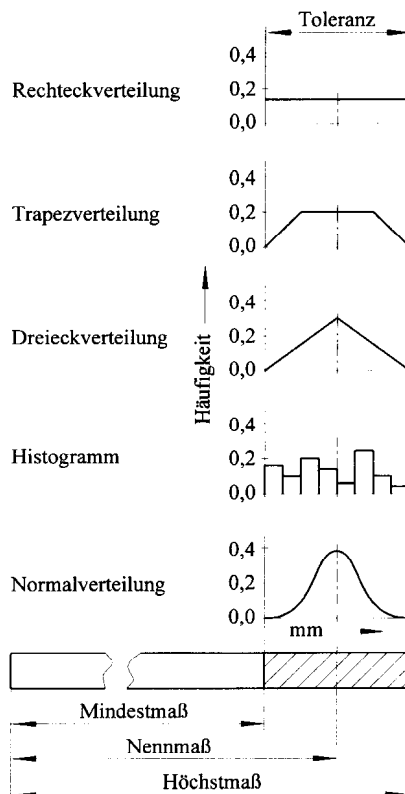 Toleranz
0,4
Rechteckverteilung
0,2
0,0
0,4
Trapezverteilung
0,2
0,0
0,4
Dreieckverteilung
0,2
0,0
Häufigkeit
0,4
Histogramm
0,2
0,0
0,4
Normalverteilung
0,2
0,0
mm
Mindestmaß
Nennmaß
Höchstmaß